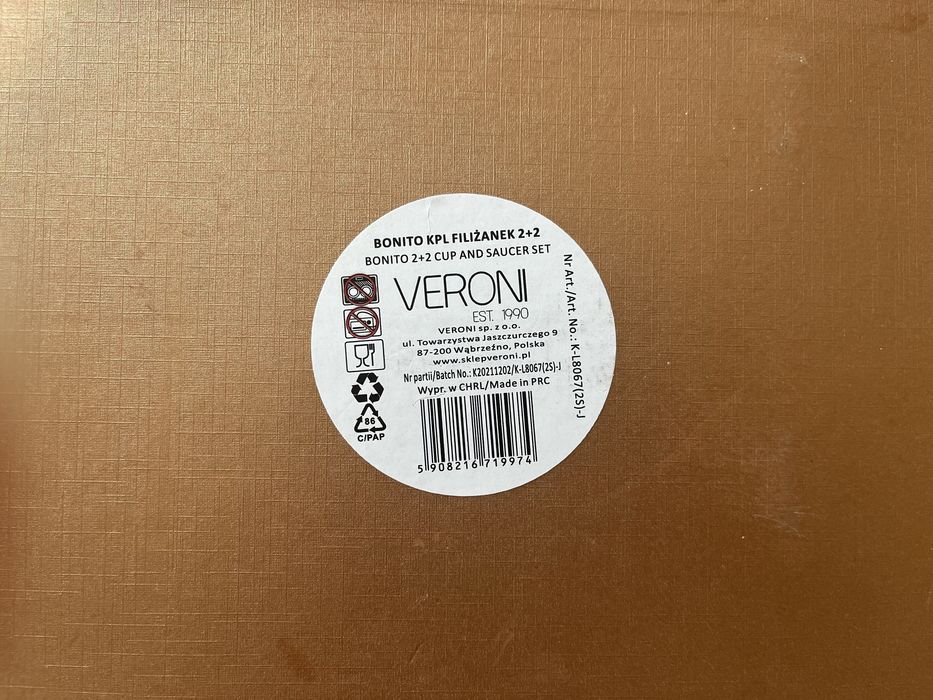 BONITO KPL FILIŻANEK 2+2
BONITO 2+2 CUP AND SAUCER SET
VERONI
EST. 1990
VERONI sp. z o.o.
ul. Towarzystwa Jaszczurczego 9
87-200 Wąbrzeźno, Polska
www.sklepveroni.pl
Nr partii/Batch No.: K20211202/K-L8067(2S)-J
Wypr. w CHRL/Made in PRC
86
C/PAP
5 908216 719974
Nr Art./Art. No.: K-L8067(2S)-J